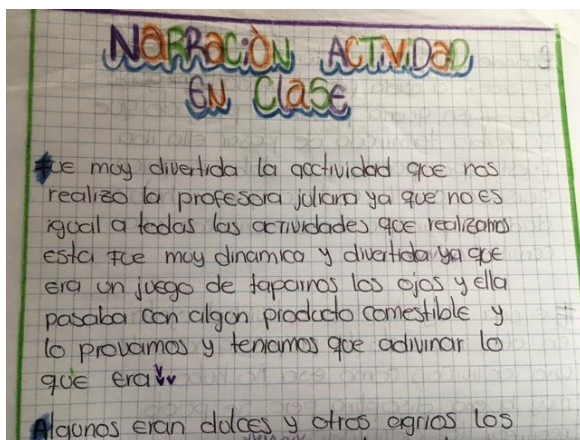 NARRACIÒN ACTIVIDAD
EN CLASE
Fue muy divertida la gactividad que nos
realizo la profesora juliana ya que no es
igual a todas las actividades que realizamos
esta fue muy dinamica y divertida ya que
era un juego de taparnos los ojos y ella
pasaba con algun producto comestible y
lo provamos y teniamos que adivinar lo
que era
Algunos eran dulces y otros agrios los